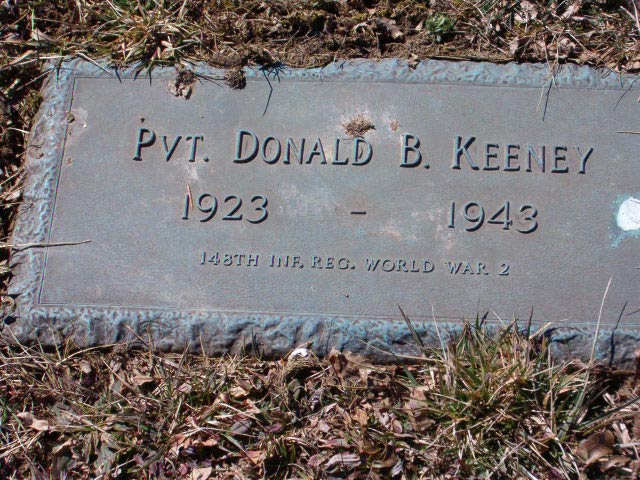 PVT. DONALD B. KEENEY
1923 - 1943
148TH INF. REG. WORLD WAR 2